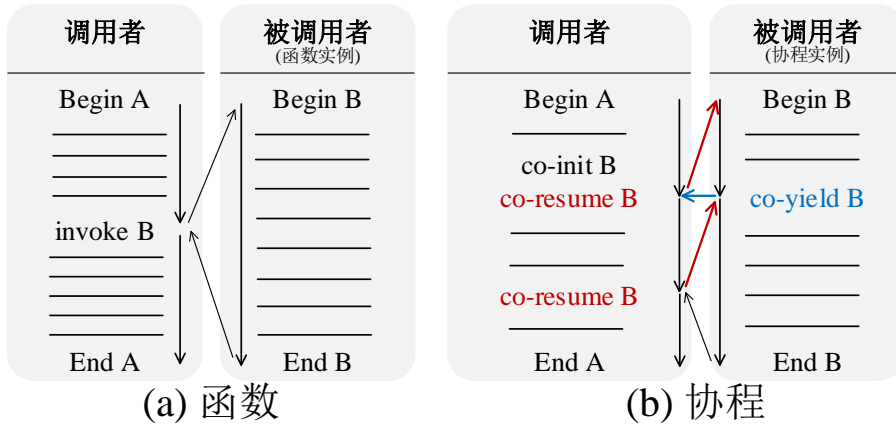 调用者
被调用者
(函数实例)
Begin A
Begin B
invoke B
End A
End B
(a) 函数
调用者
被调用者
(协程实例)
Begin A
Begin B
co-init B
co-resume B
co-yield B
co-resume B
End A
End B
(b) 协程